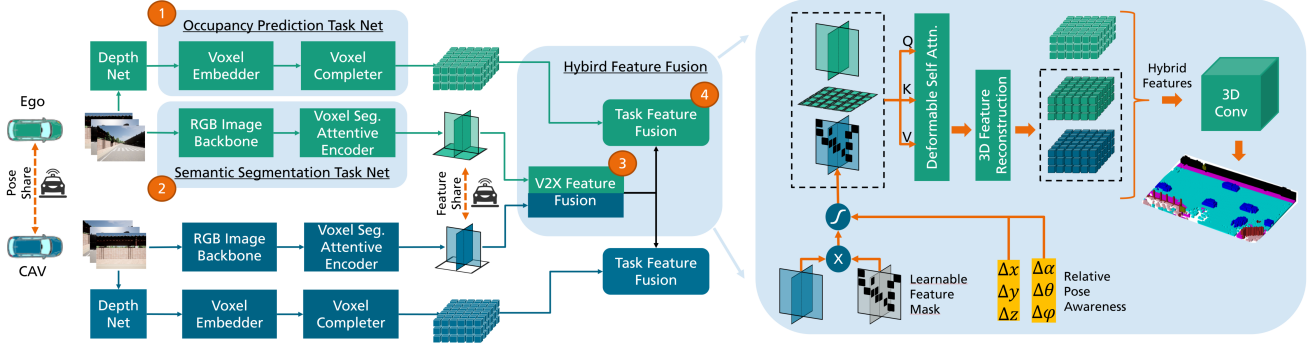 1
Occupancy Prediction Task Net
Depth
Net
Voxel
Embedder
Voxel
Completer
Ego
RGB Image
Backbone
Voxel Seg.
Attentive
Encoder
2
Semantic Segmentation Task Net
Pose
Share
Feature
Share
CAV
RGB Image
Backbone
Voxel Seg.
Attentive
Encoder
Depth
Net
Voxel
Embedder
Voxel
Completer
Hybird Feature Fusion
4
Task Feature
Fusion
3
V2X Feature
Fusion
Task Feature
Fusion
Q
K
V
Deformable Self Attn.
3D Feature
Reconstruction
Hybrid
Features
3D
Conv
X
Learnable
Feature
Mask
Δx
Δy
Δz
Δα
Δθ
Δφ
Relative
Pose
Awareness